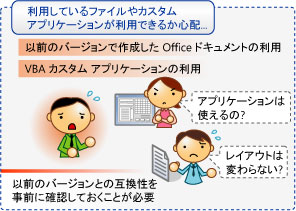 利用しているファイルやカスタム
アプリケーションが利用できるか心配...
以前のバージョンで作成した Office ドキュメントの利用
VBA カスタム アプリケーションの利用
アプリケーションは
使えるの?
レイアウトは
変わらない?
以前のバージョンとの互換性を
事前に確認しておくことが必要